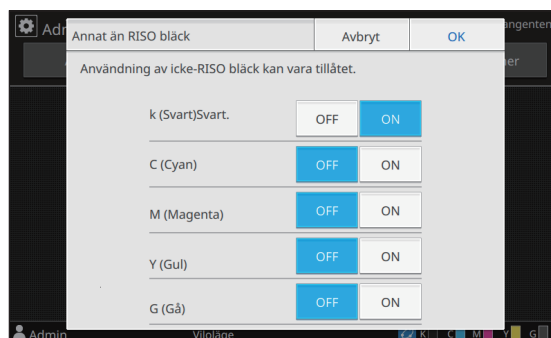 Annat än RISO bläck Avbryt OK
Användning av icke-RISO bläck kan vara tillåtet.
k (Svart)Svart. OFF ON
C (Cyan) OFF ON
M (Magenta) OFF ON
Y (Gul) OFF ON
G (Gå) OFF ON
Admin Viloläge K C M Y G